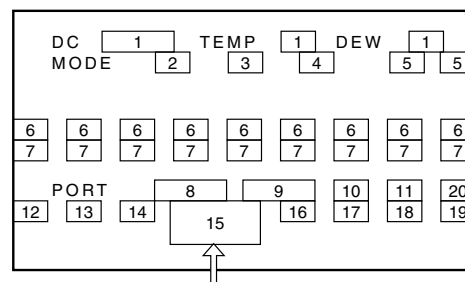 DC 1 TEMP 1 DEW 1
MODE 2 3 4 5 5
6 6 6 6 6 6 6 6 6
7 7 7 7 7 7 7 7 7
PORT 8 9 10 11 20
12 13 14 15 16 17 18 19